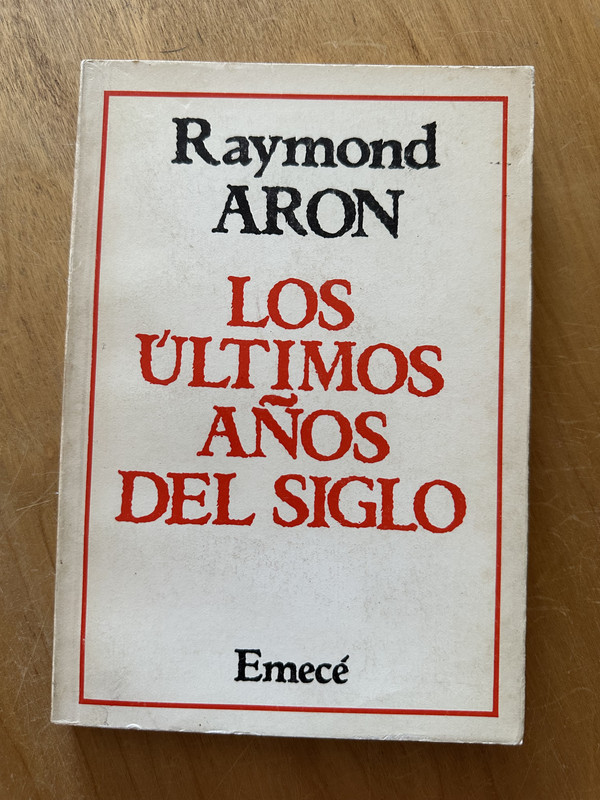 Raymond
ARON
LOS
ÚLTIMOS
AÑOS
DEL SIGLO
Emecé